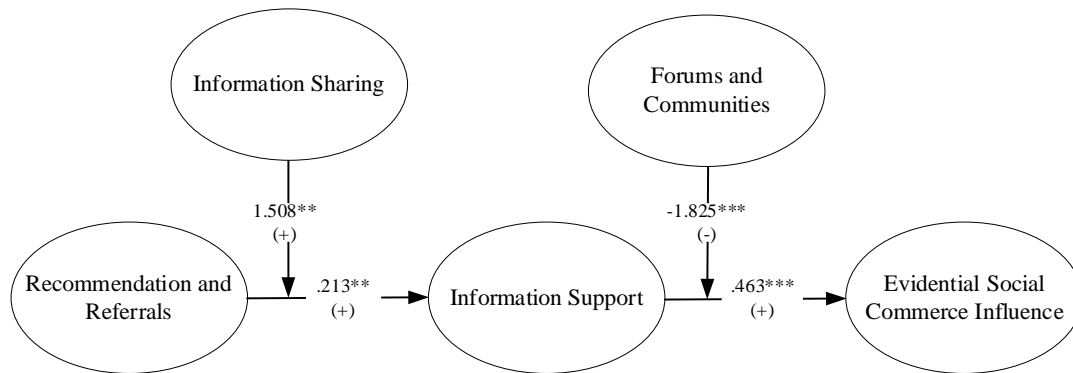 Information Sharing
Forums and
Communities
1.508**
(+)
-1.825***
(-)
Recommendation and
Referrals
.213**
(+)
Information Support
.463***
(+)
Evidential Social
Commerce Influence